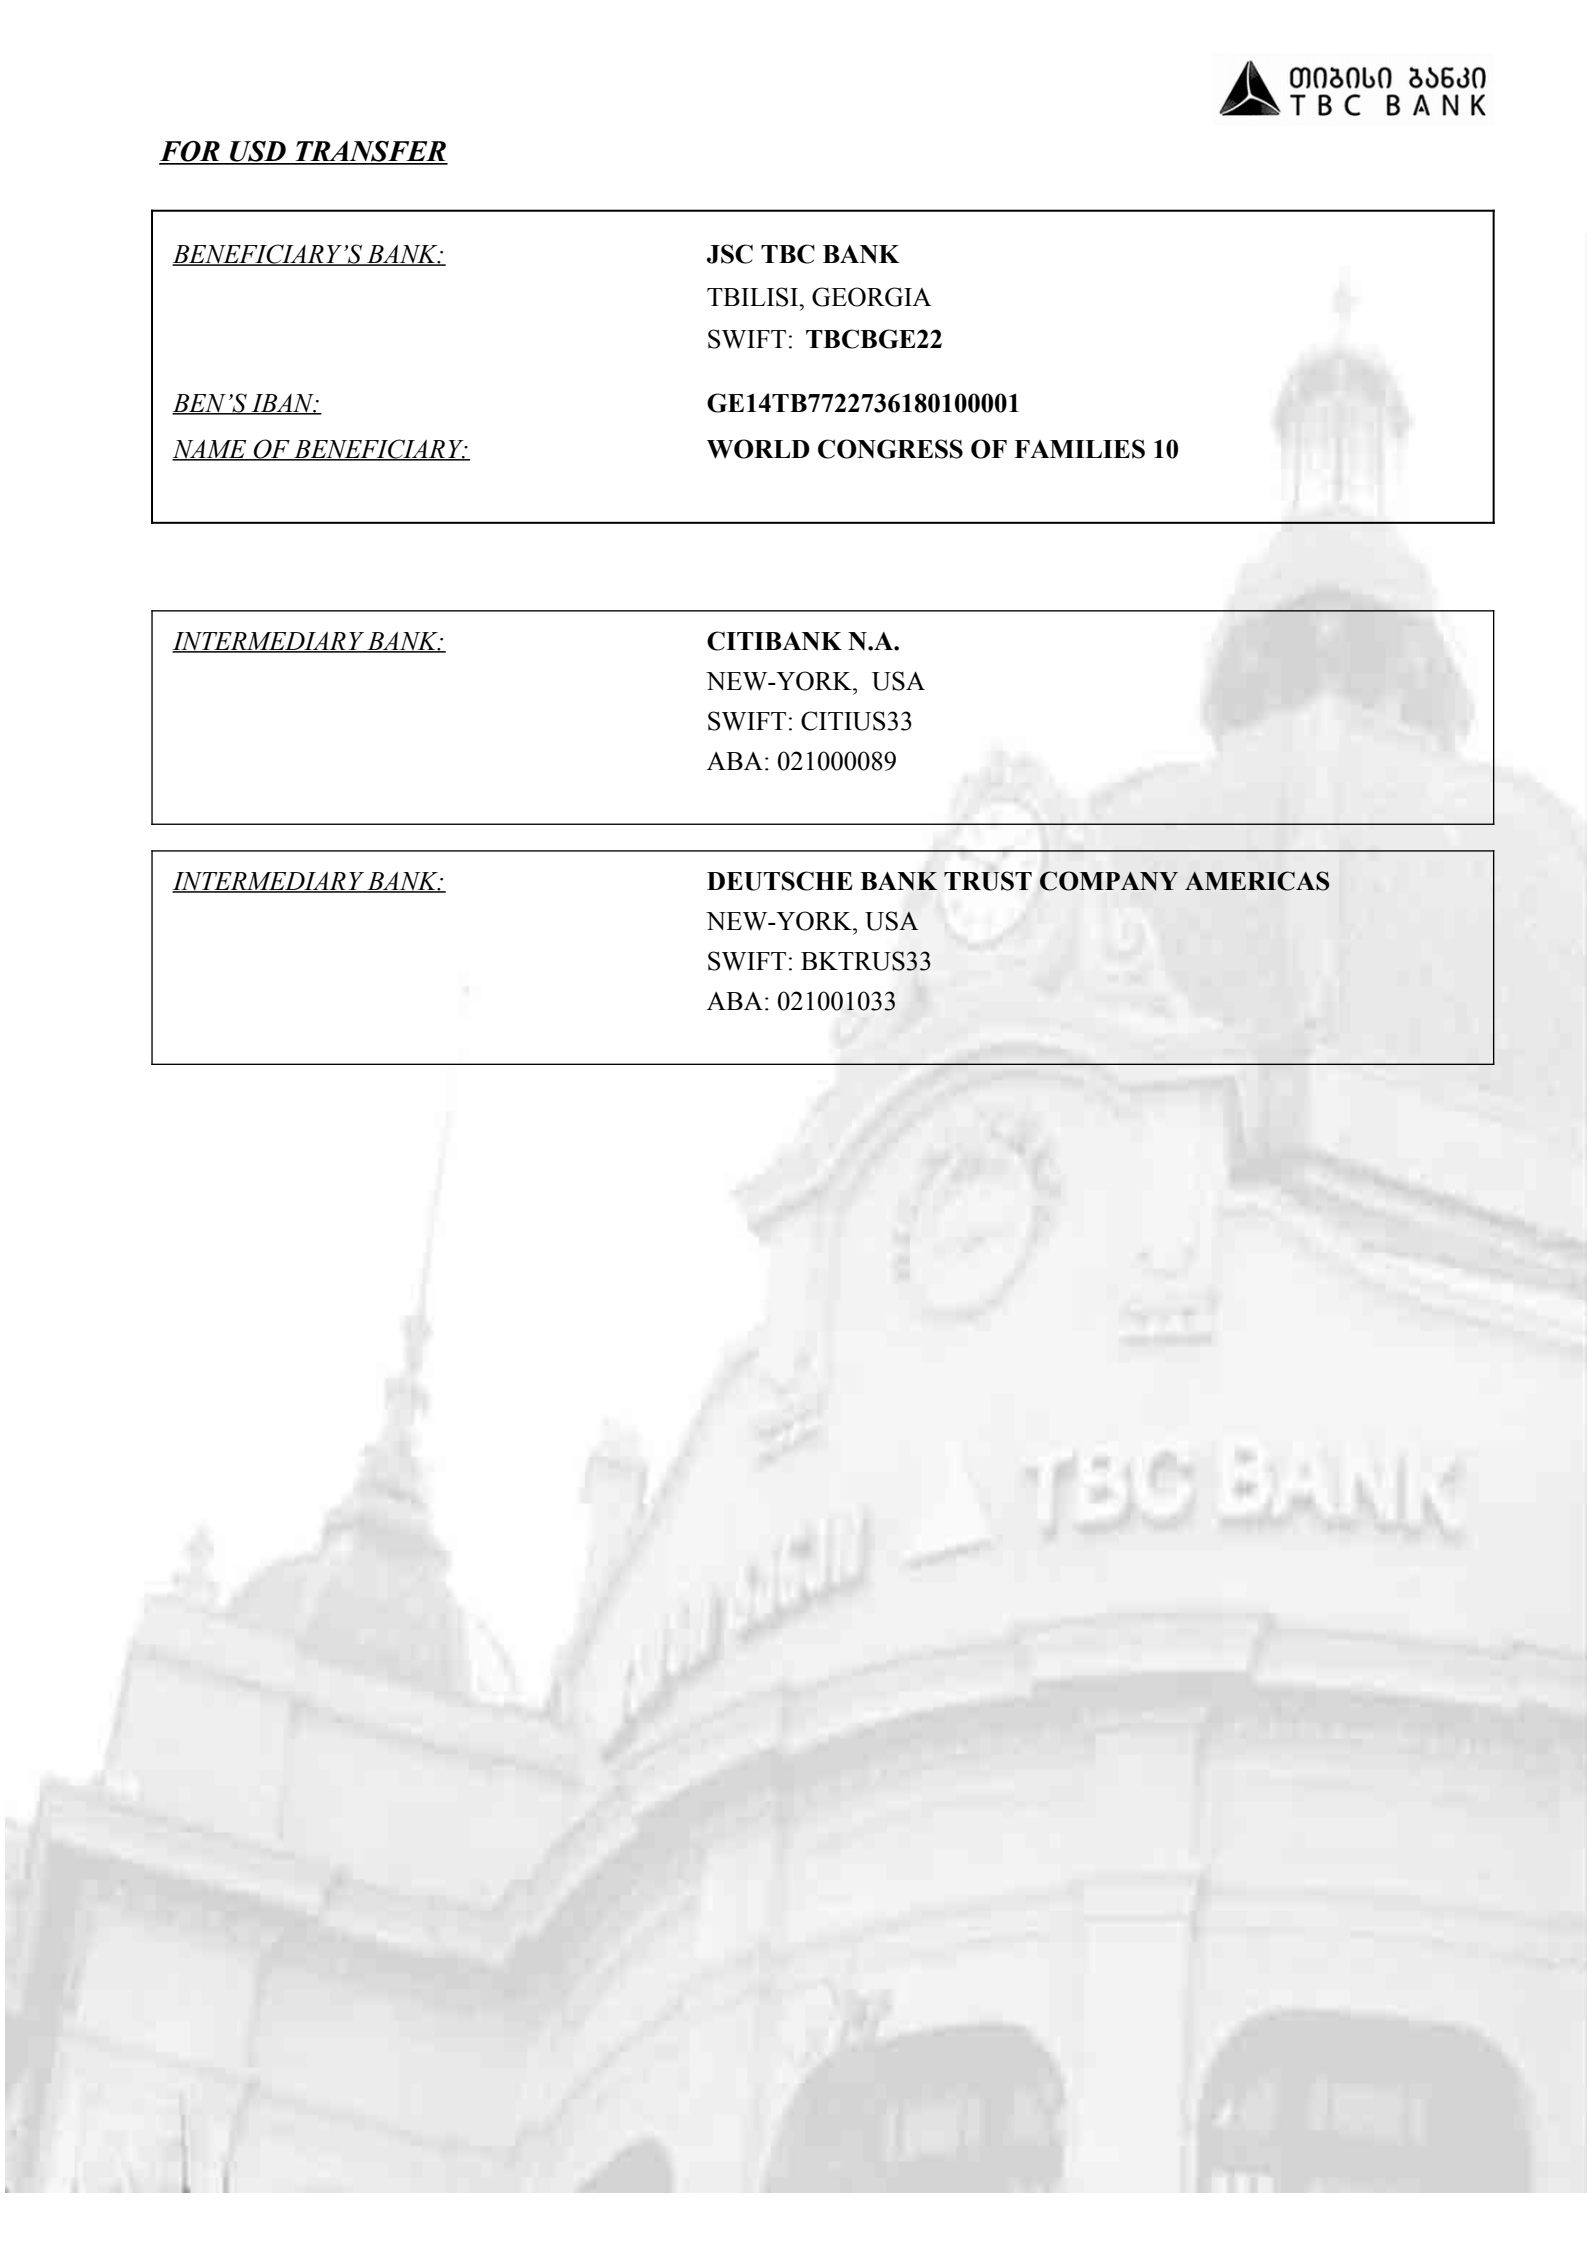 თიბისი ბანკი
TBC BANK
FOR USD TRANSFER
BENEFICIARY'S BANK: JSC TBC BANK
TBILISI, GEORGIA
SWIFT: TBCBGE22
BEN'S IBAN: GE14TB7722736180100001
NAME OF BENEFICIARY: WORLD CONGRESS OF FAMILIES 10
INTERMEDIARY BANK: CITIBANK N.A.
NEW-YORK, USA
SWIFT: CITIUS33
ABA: 021000089
INTERMEDIARY BANK: DEUTSCHE BANK TRUST COMPANY AMERICAS
NEW-YORK, USA
SWIFT: BKTRUS33
ABA: 021001033
TBC BANK